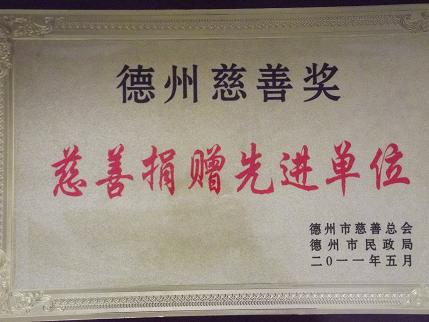 德州慈善奖
慈善捐赠先进单位
德州市慈善总会
德州市民政局
二〇一一年五月